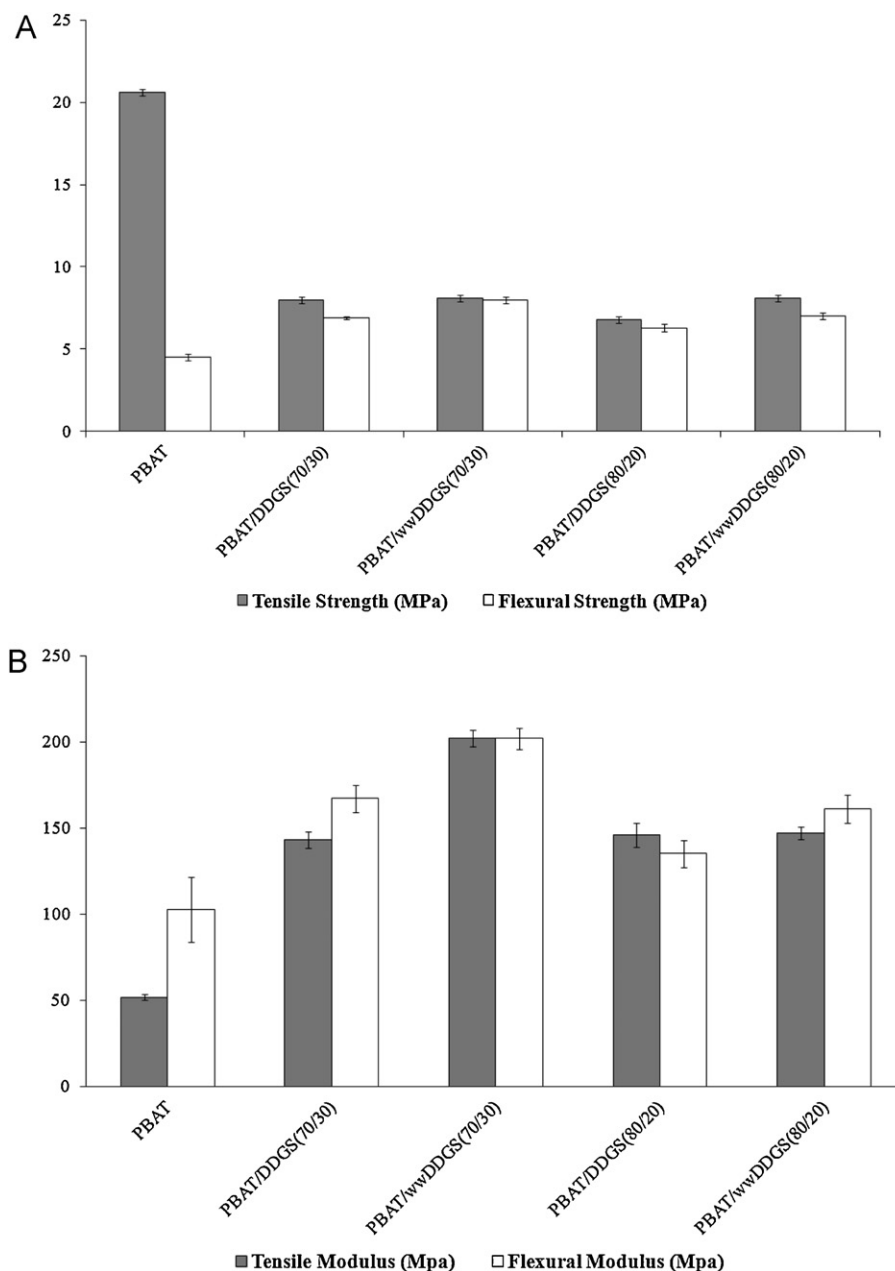 A
25
20
15
10
5
0
PBAT
PBAT/DDGS(70/30)
PBAT/wwDDGS(70/30)
PBAT/DDGS(80/20)
PBAT/wwDDGS(80/20)
Tensile Strength (MPa) Flexural Strength (MPa)
B
250
200
150
100
50
0
PBAT
PBAT/DDGS(70/30)
PBAT/wwDDGS(70/30)
PBAT/DDGS(80/20)
PBAT/wwDDGS(80/20)
Tensile Modulus (Mpa) Flexural Modulus (Mpa)